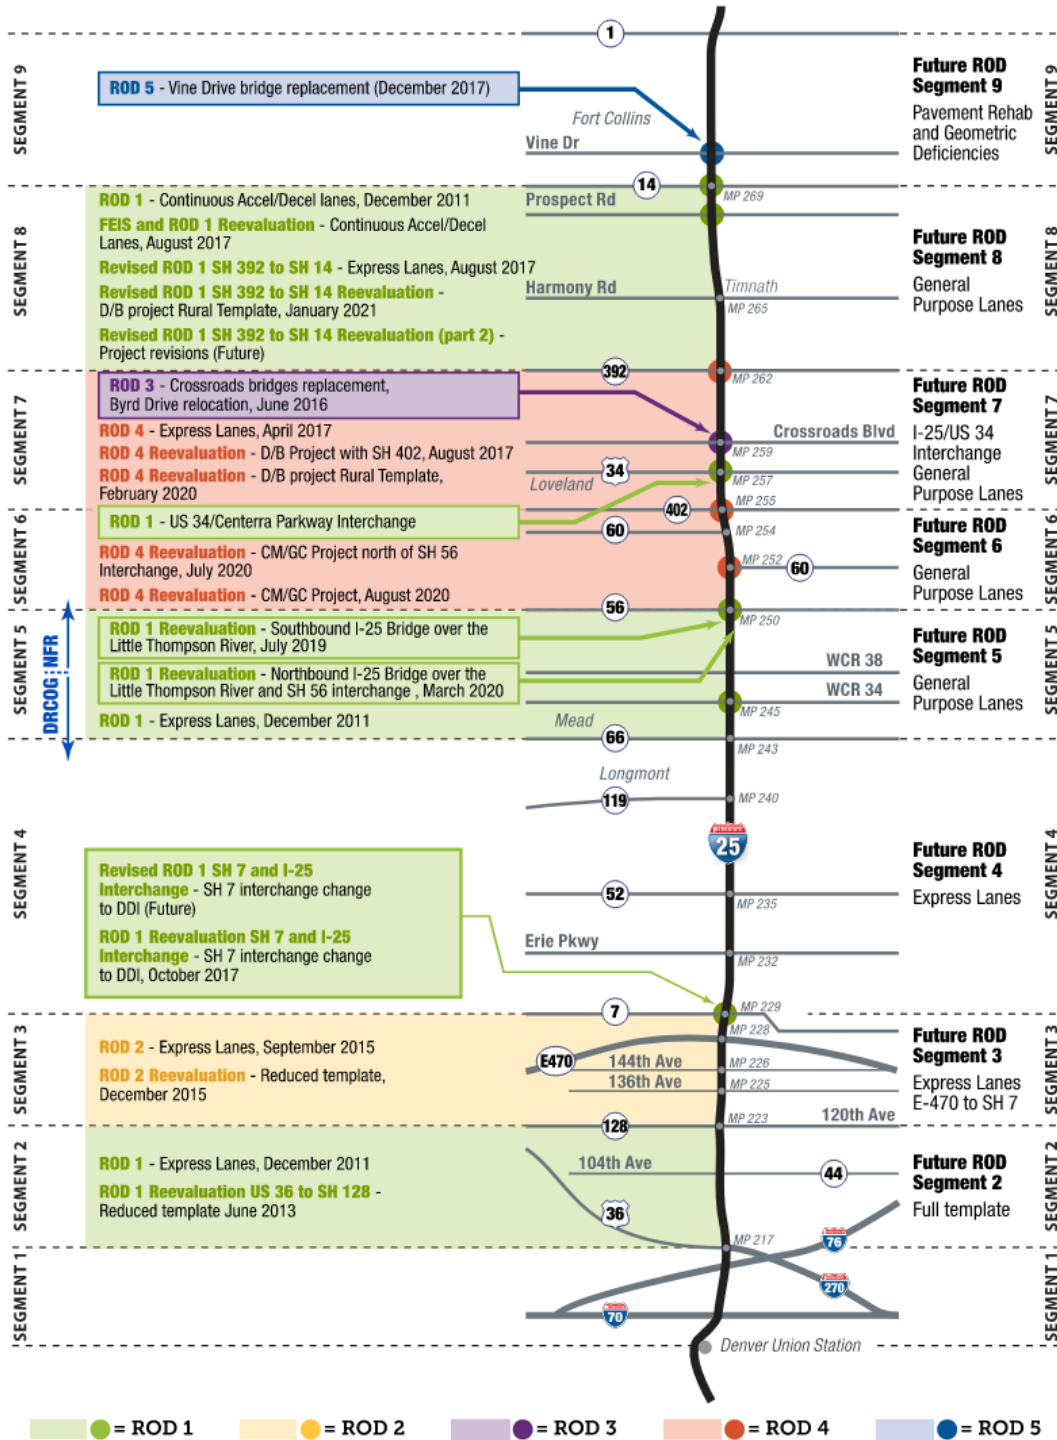 1
SEGMENT 9
ROD 5 - Vine Drive bridge replacement (December 2017)
Fort Collins
Vine Dr
Future ROD
Segment 9
Pavement Rehab
and Geometric
Deficiencies
SEGMENT 9
14
MP 269
Prospect Rd
SEGMENT 8
ROD 1 - Continuous Accel/Decel lanes, December 2011
FEIS and ROD 1 Reevaluation - Continuous Accel/Decel
Lanes, August 2017
Revised ROD 1 SH 392 to SH 14 - Express Lanes, August 2017
Revised ROD 1 SH 392 to SH 14 Reevaluation -
D/B project Rural Template, January 2021
Revised ROD 1 SH 392 to SH 14 Reevaluation (part 2) -
Project revisions (Future)
Harmony Rd
Timnath
MP 265
Future ROD
Segment 8
General
Purpose Lanes
SEGMENT 8
392
MP 262
SEGMENT 7
ROD 3 - Crossroads bridges replacement,
Byrd Drive relocation, June 2016
ROD 4 - Express Lanes, April 2017
ROD 4 Reevaluation - D/B Project with SH 402, August 2017
ROD 4 Reevaluation - D/B project Rural Template,
February 2020
ROD 1 - US 34/Centerra Parkway Interchange
Crossroads Blvd
MP 259
34
Loveland
MP 257
Future ROD
Segment 7
I-25/US 34
Interchange
General
Purpose Lanes
SEGMENT 7
402
MP 255
60
MP 254
SEGMENT 6
ROD 4 Reevaluation - CM/GC Project north of SH 56
Interchange, July 2020
ROD 4 Reevaluation - CM/GC Project, August 2020
MP 252
60
Future ROD
Segment 6
General
Purpose Lanes
SEGMENT 6
56
MP 250
SEGMENT 5
DRCOG NFR
ROD 1 Reevaluation - Southbound I-25 Bridge over the
Little Thompson River, July 2019
ROD 1 Reevaluation - Northbound I-25 Bridge over the
Little Thompson River and SH 56 interchange , March 2020
ROD 1 - Express Lanes, December 2011
WCR 38
WCR 34
MP 245
Mead
66
MP 243
Future ROD
Segment 5
General
Purpose Lanes
SEGMENT 5
Longmont
119
MP 240
INTERSTATE
25
SEGMENT 4
Revised ROD 1 SH 7 and I-25
Interchange - SH 7 interchange change
to DDI (Future)
ROD 1 Reevaluation SH 7 and I-25
Interchange - SH 7 interchange change
to DDI, October 2017
52
MP 235
Erie Pkwy
MP 232
Future ROD
Segment 4
Express Lanes
SEGMENT 4
7
MP 229
MP 228
SEGMENT 3
ROD 2 - Express Lanes, September 2015
ROD 2 Reevaluation - Reduced template,
December 2015
E470
144th Ave
MP 226
136th Ave
MP 225
Future ROD
Segment 3
Express Lanes
E-470 to SH 7
SEGMENT 3
128
MP 223
120th Ave
SEGMENT 2
ROD 1 - Express Lanes, December 2011
ROD 1 Reevaluation US 36 to SH 128 -
Reduced template June 2013
104th Ave
44
36
Future ROD
Segment 2
Full template
SEGMENT 2
MP 217
76
SEGMENT 1
270
70
SEGMENT 1
Denver Union Station
= ROD 1
= ROD 2
= ROD 3
= ROD 4
= ROD 5